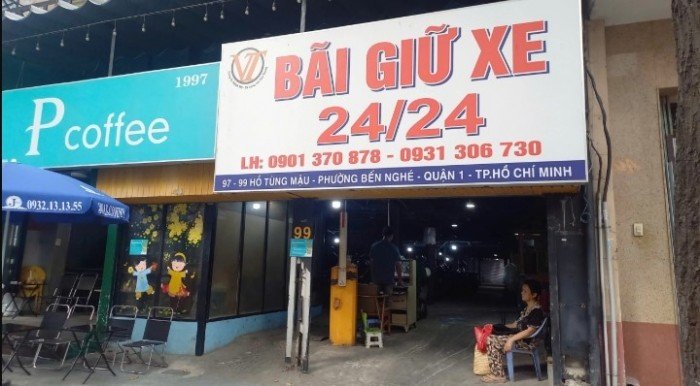 1997
P coffee
BÃI GIỮ XE
24/24
LH: 0901 370 878 - 0931 306 730
97 - 99 HỒ TÙNG MẬU - PHƯỜNG BẾN NGHÉ - QUẬN 1 - TP.HỒ CHÍ MINH
0932.13.13.55
99